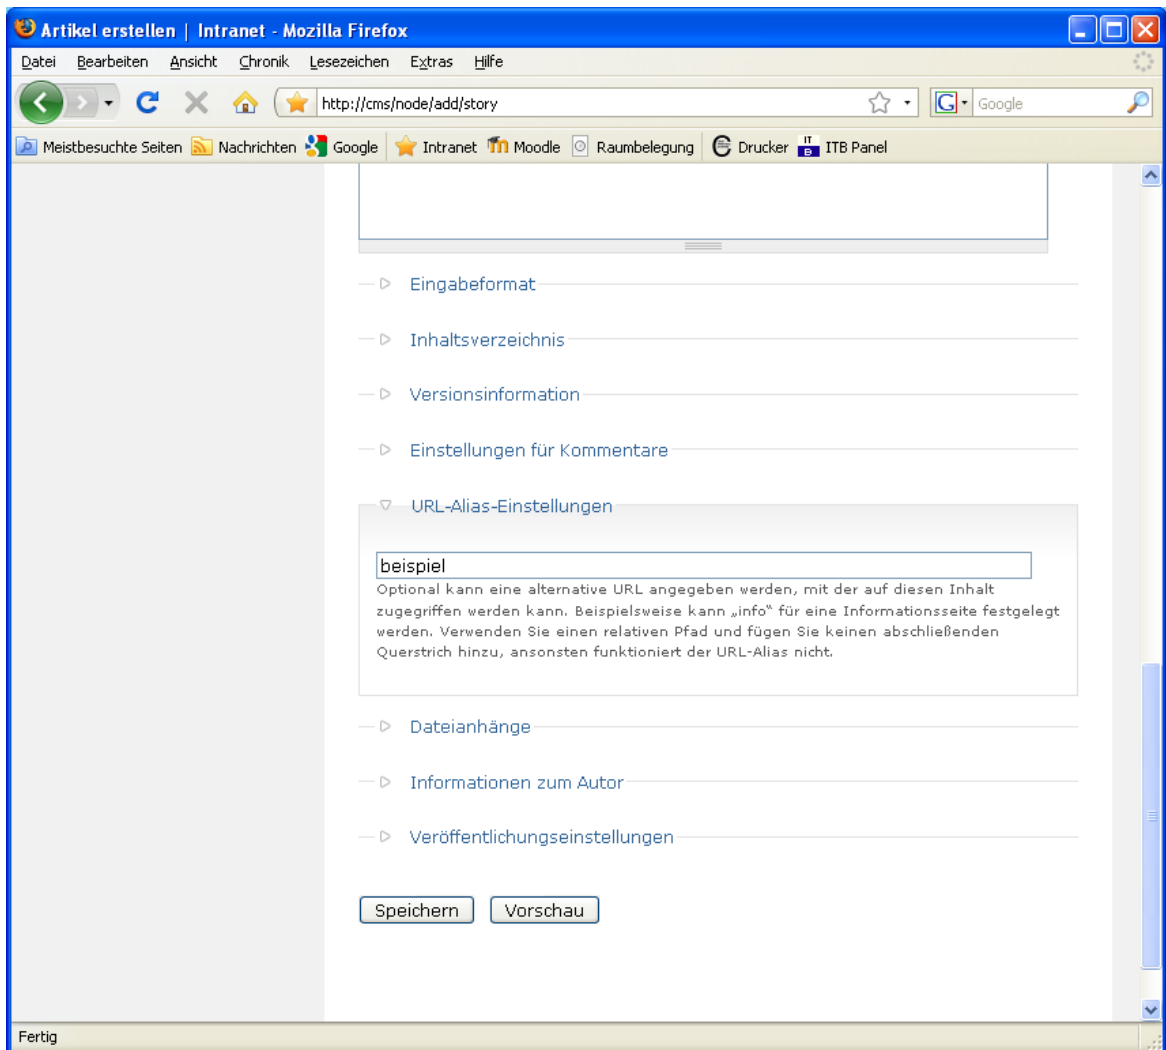 Artikel erstellen | Intranet - Mozilla Firefox
Datei Bearbeiten Ansicht Chronik Lesezeichen Extras Hilfe
http://cms/node/add/story G Google
Meistbesuchte Seiten Nachrichten Google Intranet Moodle Raumbelegung Drucker IT B ITB Panel
Eingabeformat
Inhaltsverzeichnis
Versionsinformation
Einstellungen für Kommentare
URL-Alias-Einstellungen
beispiel
Optional kann eine alternative URL angegeben werden, mit der auf diesen Inhalt
zugegriffen werden kann. Beispielsweise kann „info“ für eine Informationsseite festgelegt
werden. Verwenden Sie einen relativen Pfad und fügen Sie keinen abschließenden
Querstrich hinzu, ansonsten funktioniert der URL-Alias nicht.
Dateianhänge
Informationen zum Autor
Veröffentlichungseinstellungen
Speichern Vorschau
Fertig